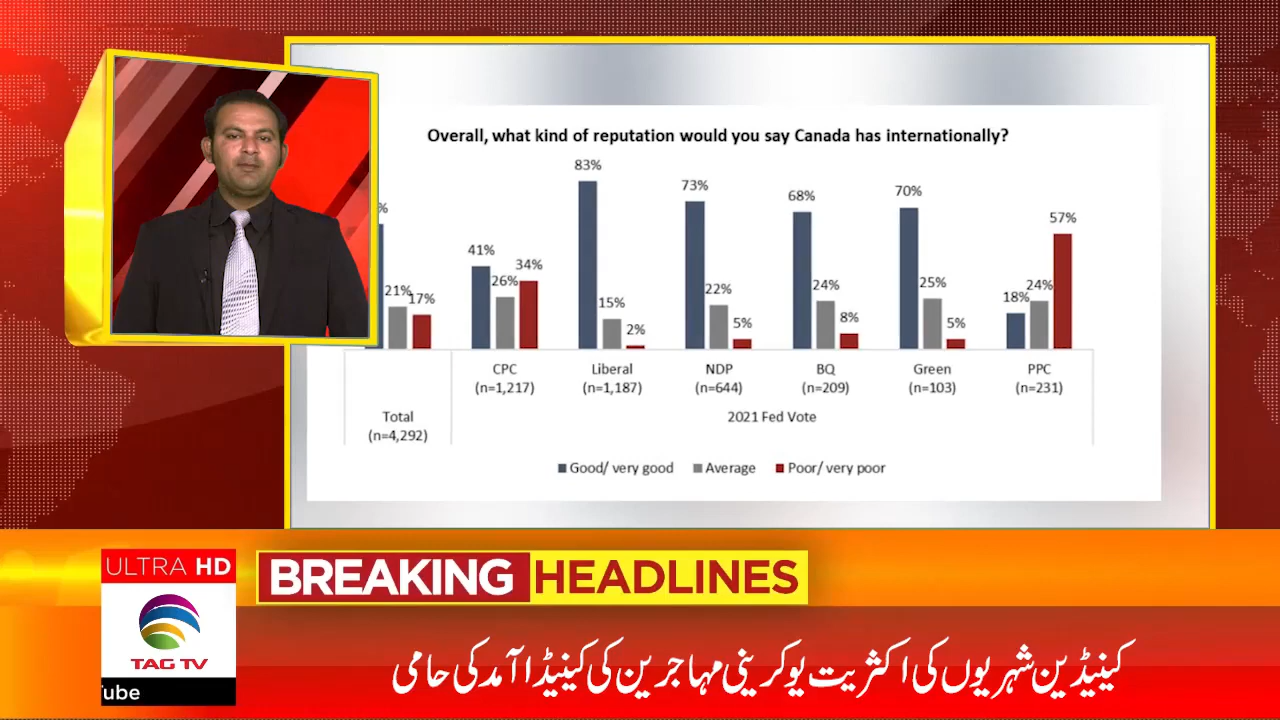 Overall, what kind of reputation would you say Canada has internationally?
%
21%
17%
41%
26%
34%
83%
15%
2%
73%
22%
5%
68%
24%
8%
70%
25%
5%
18%
24%
57%
CPC
(n=1,217)
Liberal
(n=1,187)
NDP
(n=644)
BQ
(n=209)
Green
(n=103)
PPC
(n=231)
Total
(n=4,292)
2021 Fed Vote
Good/ very good
Average
Poor/ very poor
ULTRA HD
BREAKING HEADLINES
TAG TV
Tube
کینیڈین شہریوں کی اکثریت یوکرینی مہاجرین کی کینیڈا آمد کی حامی